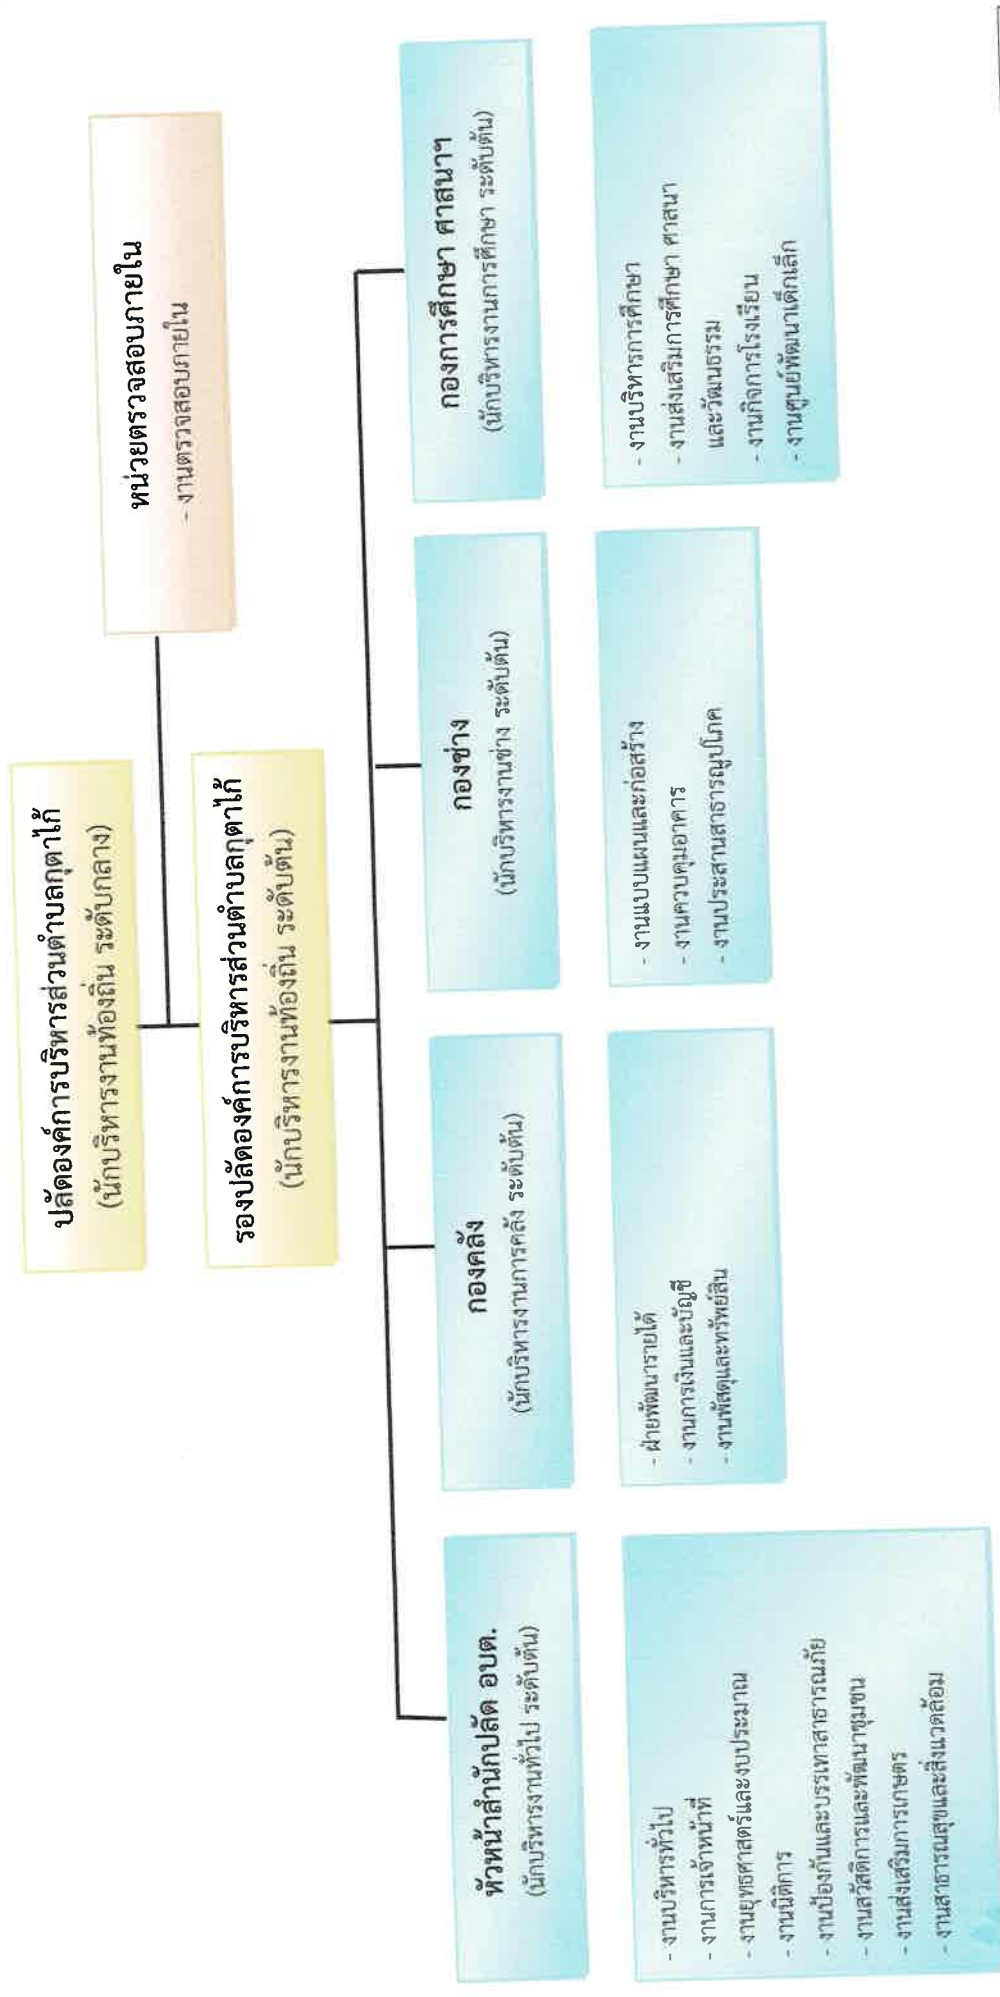 ปลัดองค์การบริหารส่วนตำบลกุตาไก้
(นักบริหารงานท้องถิ่น ระดับกลาง)
หน่วยตรวจสอบภายใน
- งานตรวจสอบภายใน
รองปลัดองค์การบริหารส่วนตำบลกุตาไก้
(นักบริหารงานท้องถิ่น ระดับต้น)
หัวหน้าสำนักปลัด อบต.
(นักบริหารงานทั่วไป ระดับต้น)
- งานบริหารทั่วไป
- งานการเจ้าหน้าที่
- งานยุทธศาสตร์และงบประมาณ
- งานนิติการ
- งานป้องกันและบรรเทาสาธารณภัย
- งานสวัสดิการและพัฒนาชุมชน
- งานส่งเสริมการเกษตร
- งานสาธารณสุขและสิ่งแวดล้อม
กองคลัง
(นักบริหารงานการคลัง ระดับต้น)
- ฝ่ายพัฒนารายได้
- งานการเงินและบัญชี
- งานพัสดุและทรัพย์สิน
กองช่าง
(นักบริหารงานช่าง ระดับต้น)
- งานแบบแผนและก่อสร้าง
- งานควบคุมอาคาร
- งานประสานสาธารณูปโภค
กองการศึกษา ศาสนาฯ
(นักบริหารงานการศึกษา ระดับต้น)
- งานบริหารการศึกษา
- งานส่งเสริมการศึกษา ศาสนา
และวัฒนธรรม
- งานกิจการโรงเรียน
- งานศูนย์พัฒนาเด็กเล็ก